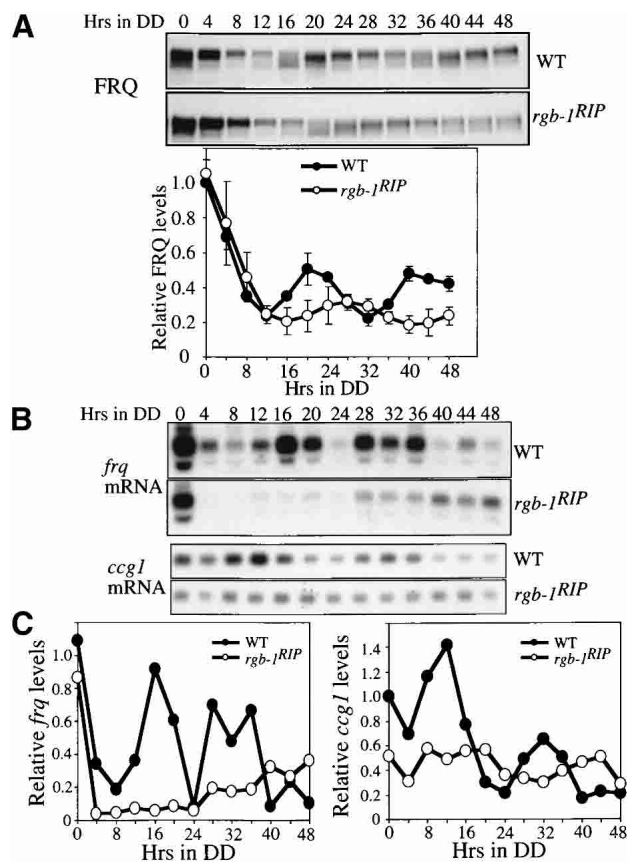 A
Hrs in DD 0 4 8 12 16 20 24 28 32 36 40 44 48
FRQ
WT
rgb-1RIP
WT
rgb-1RIP
Relative FRQ levels
1.0
0.8
0.6
0.4
0.2
0
0 8 16 24 32 40 48
Hrs in DD
B
Hrs in DD 0 4 8 12 16 20 24 28 32 36 40 44 48
frq
mRNA
WT
rgb-1RIP
ccg1
mRNA
WT
rgb-1RIP
C
Relative frq levels
1.0
0.8
0.6
0.4
0.2
0
WT
rgb-1RIP
0 8 16 24 32 40 48
Hrs in DD
Relative ccg1 levels
1.4
1.2
1.0
0.8
0.6
0.4
0.2
0
WT
rgb-1RIP
0 8 16 24 32 40 48
Hrs in DD